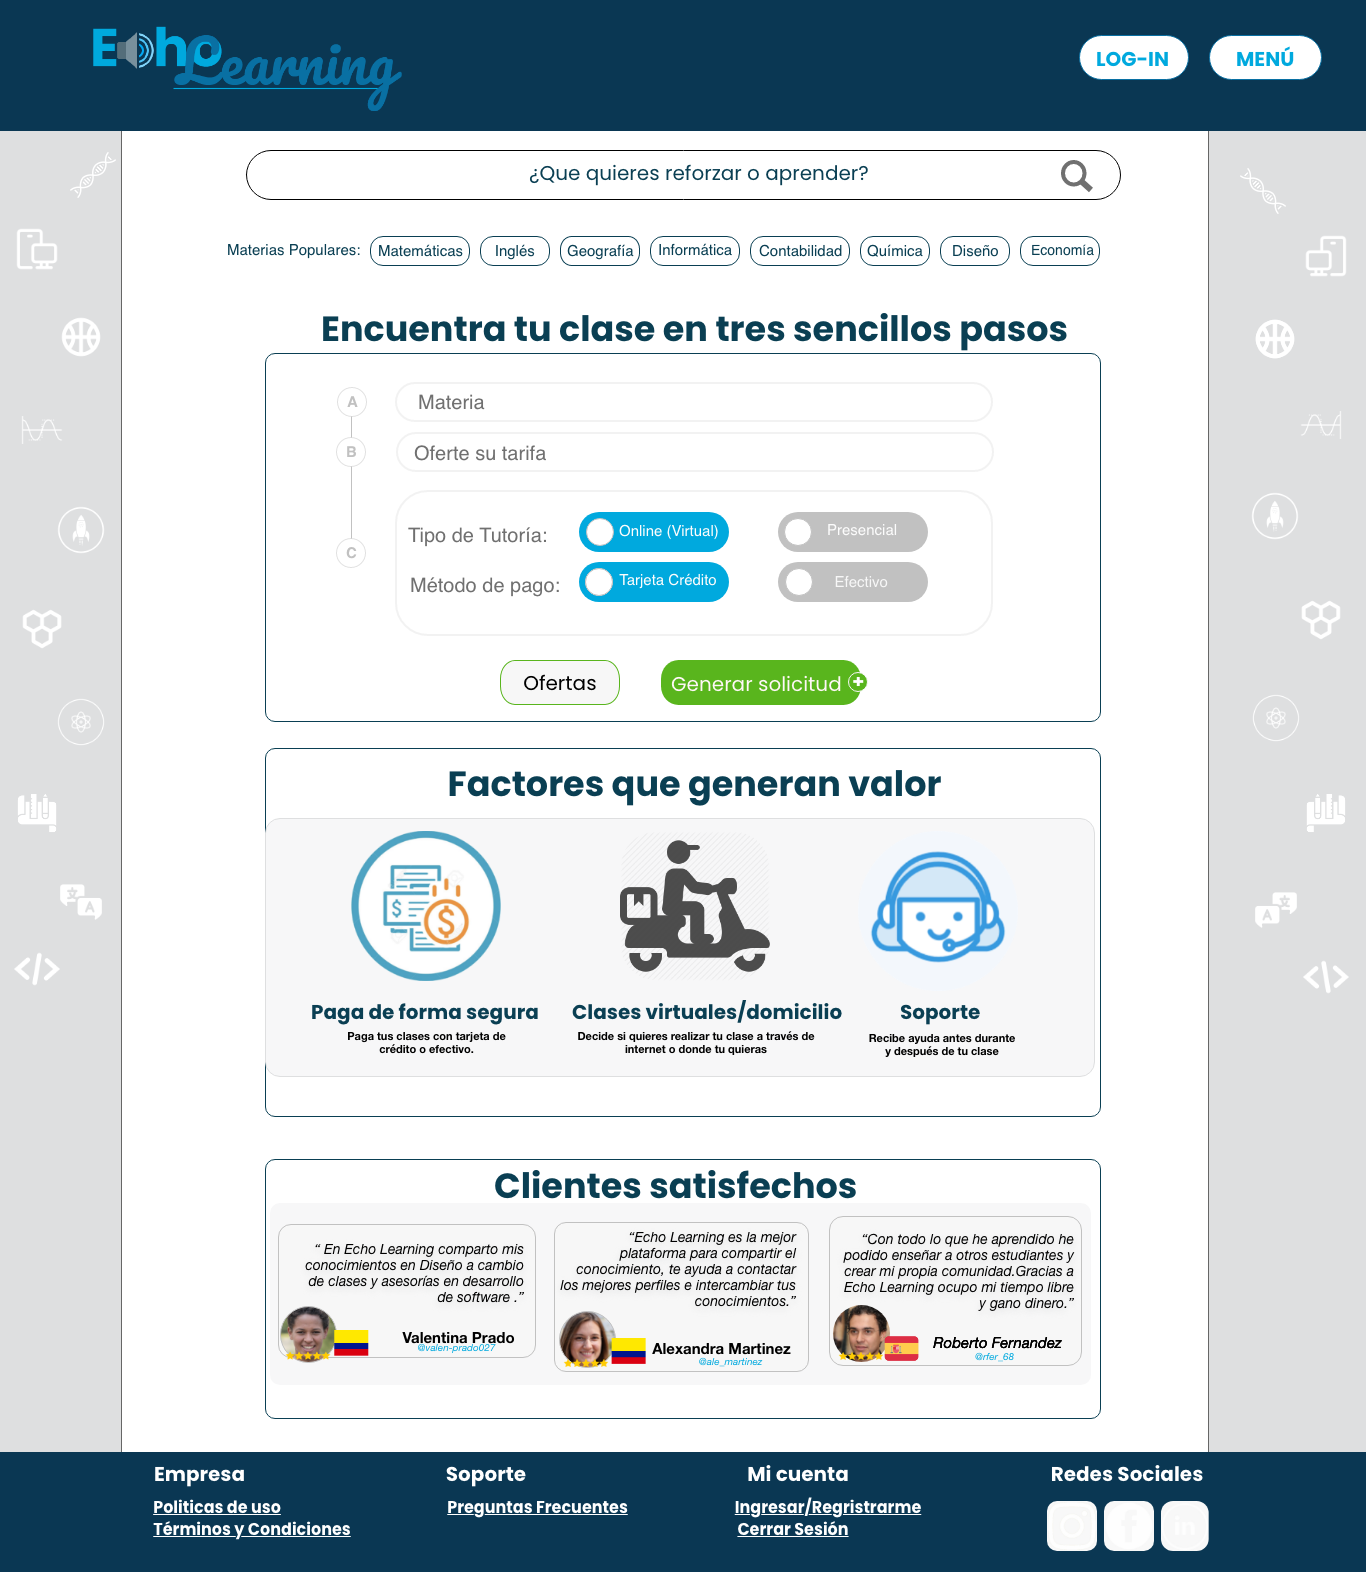 Echo
Learning
LOG-IN
MENÚ
¿Que quieres reforzar o aprender?
Materias Populares:
Matemáticas
Inglés
Geografía
Informática
Contabilidad
Química
Diseño
Economía
Encuentra tu clase en tres sencillos pasos
A
Materia
B
Oferte su tarifa
C
Tipo de Tutoría:
Online (Virtual)
Presencial
Método de pago:
Tarjeta Crédito
Efectivo
Ofertas
Generar solicitud
Factores que generan valor
Paga de forma segura
Paga tus clases con tarjeta de
crédito o efectivo.
Clases virtuales/domicilio
Decide si quieres realizar tu clase a través de
internet o donde tu quieras
Soporte
Recibe ayuda antes durante
y después de tu clase
Clientes satisfechos
“ En Echo Learning comparto mis
conocimientos en Diseño a cambio
de clases y asesorías en desarrollo
de software .”
Valentina Prado
@valen-prado027
“Echo Learning es la mejor
plataforma para compartir el
conocimiento, te ayuda a contactar
los mejores perfiles e intercambiar tus
conocimientos.”
Alexandra Martinez
@ale_martinez
“Con todo lo que he aprendido he
podido enseñar a otros estudiantes y
crear mi propia comunidad.Gracias a
Echo Learning ocupo mi tiempo libre
y gano dinero.”
Roberto Fernandez
@rfer_68
Empresa
Politicas de uso
Términos y Condiciones
Soporte
Preguntas Frecuentes
Mi cuenta
Ingresar/Regristrarme
Cerrar Sesión
Redes Sociales